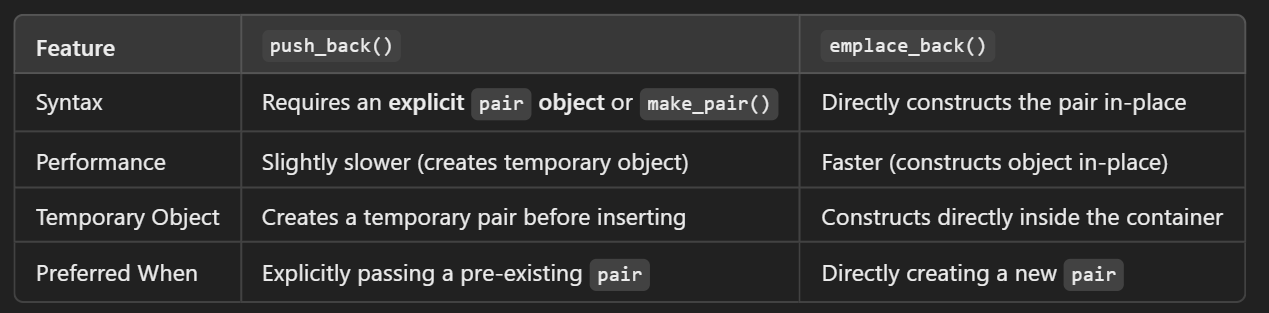 Feature push_back() emplace_back()
Syntax Requires an explicit pair object or make_pair() Directly constructs the pair in-place
Performance Slightly slower (creates temporary object) Faster (constructs object in-place)
Temporary Object Creates a temporary pair before inserting Constructs directly inside the container
Preferred When Explicitly passing a pre-existing pair Directly creating a new pair